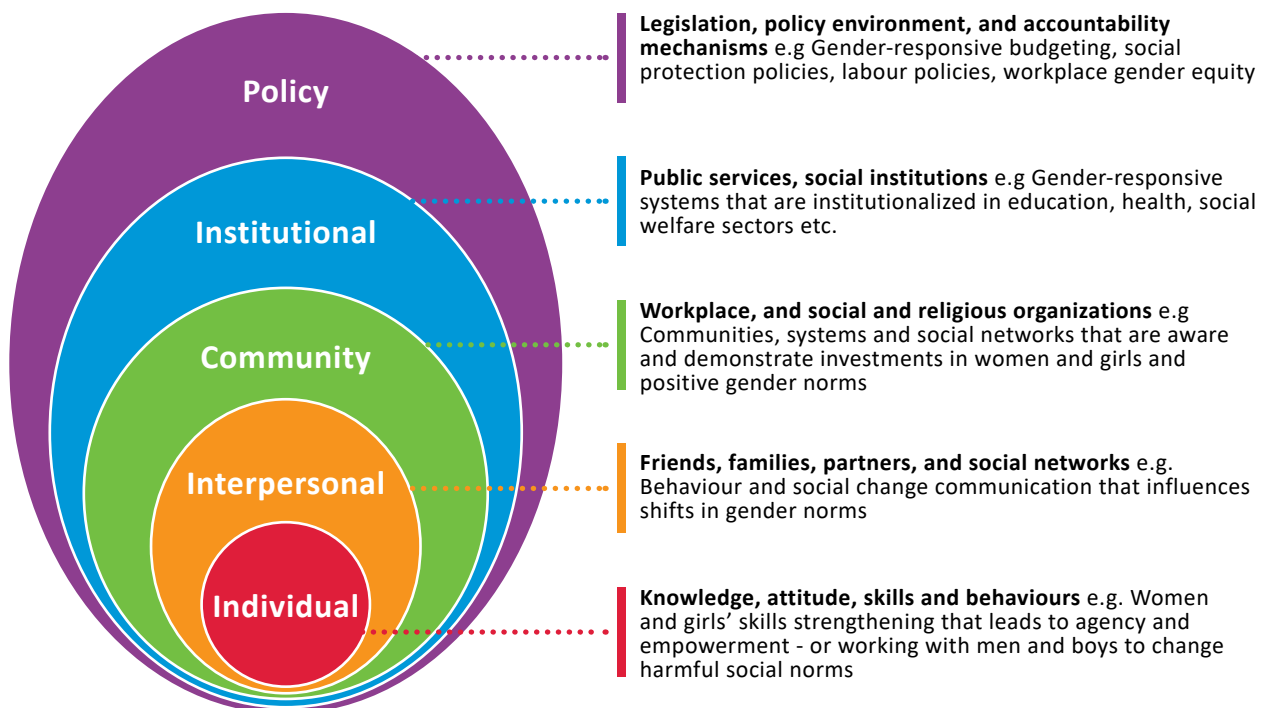 Policy
Legislation, policy environment, and accountability
mechanisms e.g Gender-responsive budgeting, social
protection policies, labour policies, workplace gender equity
Institutional
Public services, social institutions e.g Gender-responsive
systems that are institutionalized in education, health, social
welfare sectors etc.
Community
Workplace, and social and religious organizations e.g
Communities, systems and social networks that are aware
and demonstrate investments in women and girls and
positive gender norms
Interpersonal
Friends, families, partners, and social networks e.g.
Behaviour and social change communication that influences
shifts in gender norms
Individual
Knowledge, attitude, skills and behaviours e.g. Women
and girls’ skills strengthening that leads to agency and
empowerment - or working with men and boys to change
harmful social norms